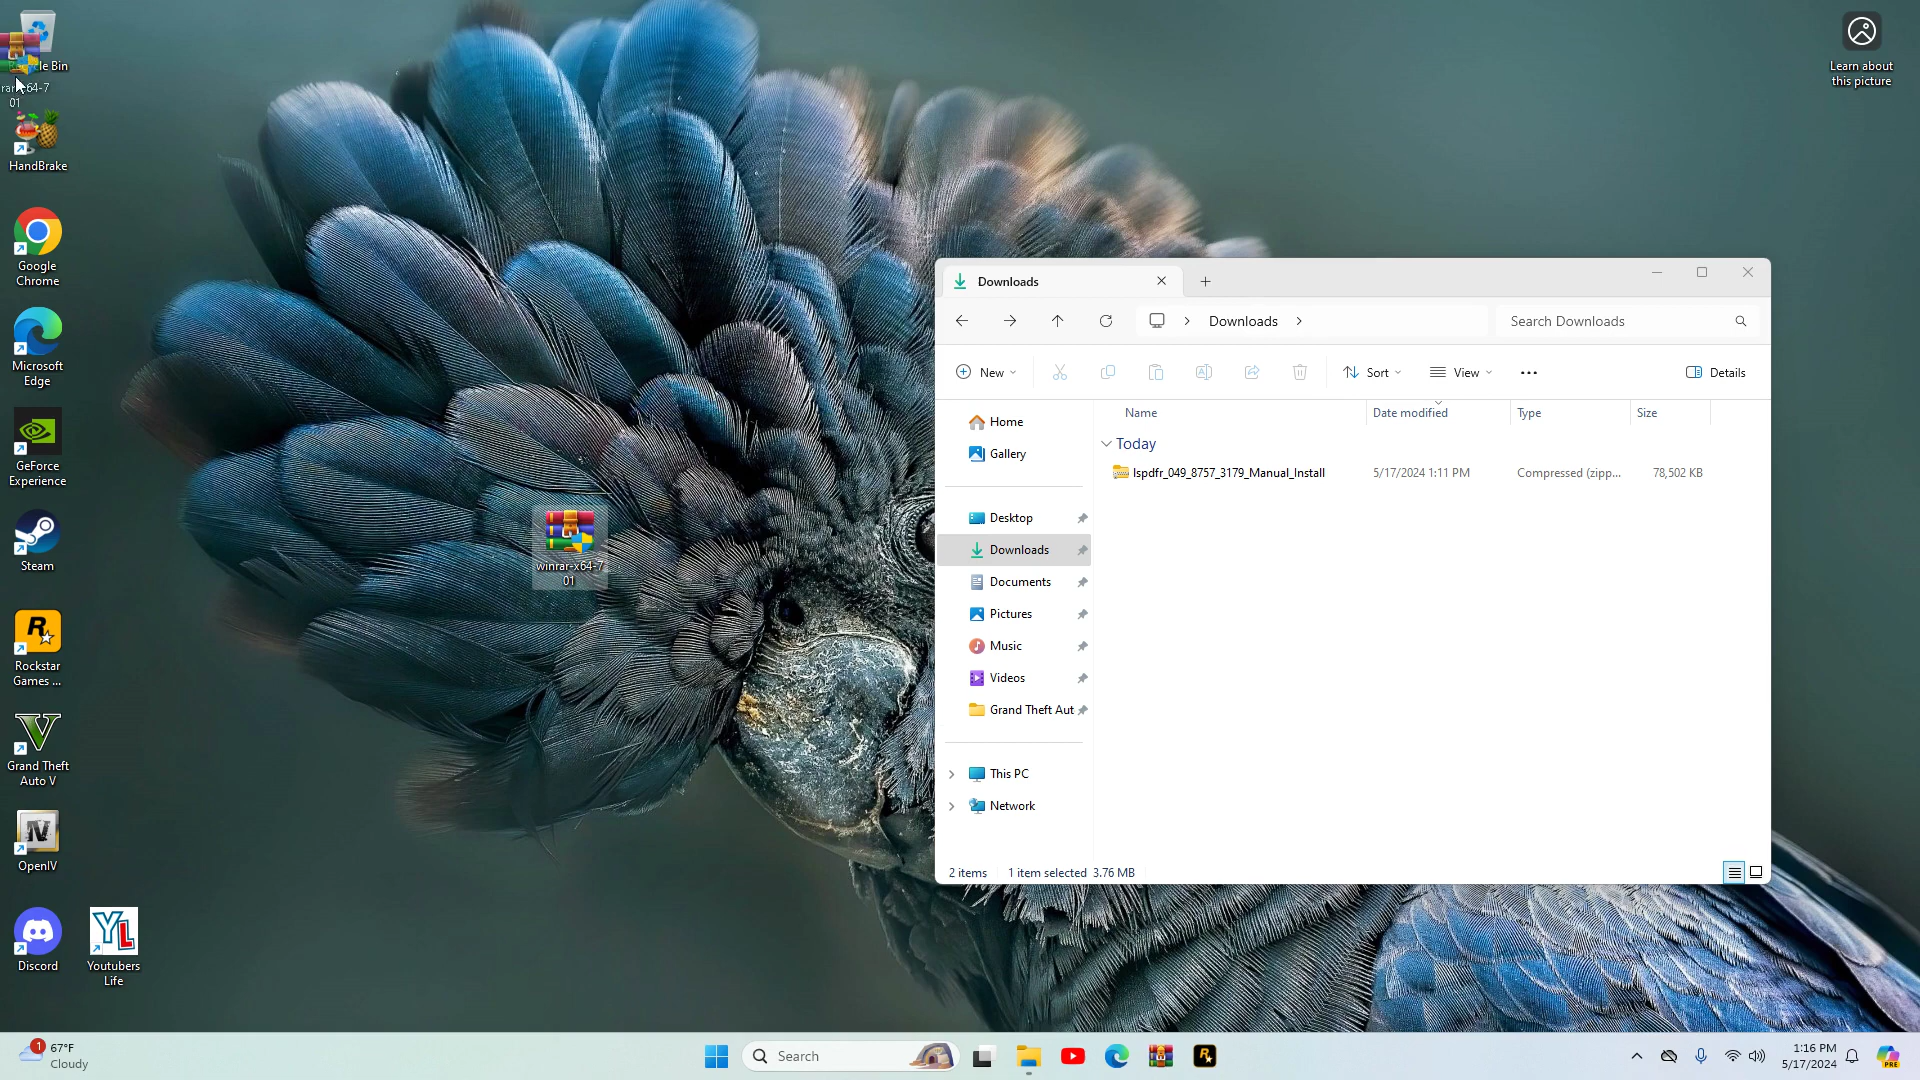 le Bin
rar-x64-7
01
HandBrake
Google
Chrome
Microsoft
Edge
GeForce
Experience
Steam
Rockstar
Games ...
Grand Theft
Auto V
OpenIV
Discord
Youtubers
Life
winrar-x64-7
01
Learn about
this picture
Downloads
Downloads
Search Downloads
New
Sort
View
Details
Home
Gallery
Desktop
Downloads
Documents
Pictures
Music
Videos
Grand Theft Aut
This PC
Network
Name Date modified Type Size
Today
lspdfr_049_8757_3179_Manual_Install 5/17/2024 1:11 PM Compressed (zipp... 78,502 KB
2 items 1 item selected 3.76 MB
1
67°F
Cloudy
Search
1:16 PM
5/17/2024
PRE